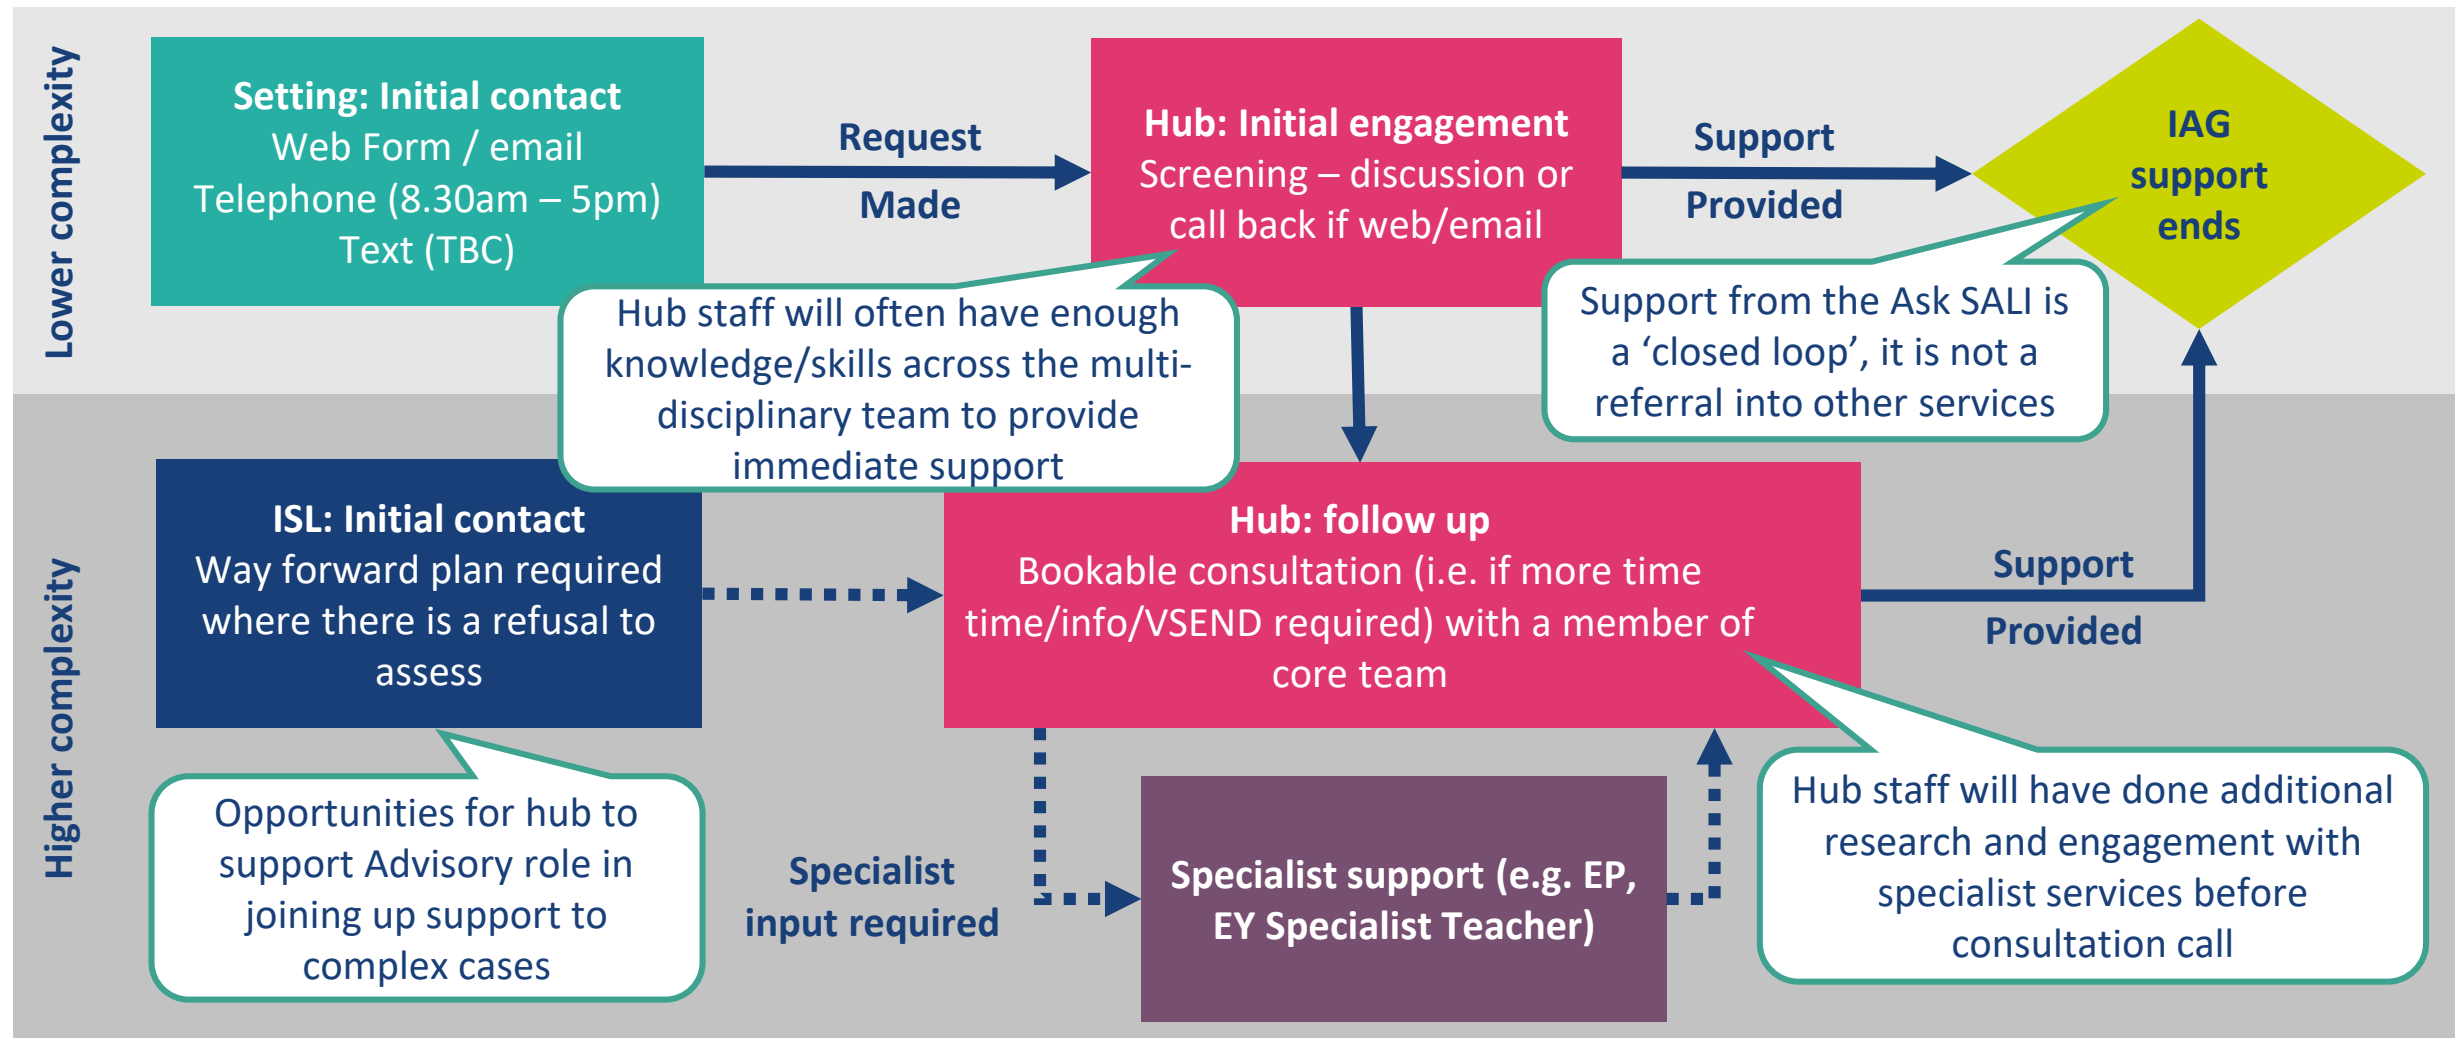 Lower complexity
Setting: Initial contact
Web Form / email
Telephone (8.30am – 5pm)
Text (TBC)
Request
Made
Hub: Initial engagement
Screening – discussion or
call back if web/email
Support
Provided
IAG
support
ends
Hub staff will often have enough
knowledge/skills across the multi-
disciplinary team to provide
immediate support
Support from the Ask SALI is
a ‘closed loop’, it is not a
referral into other services
Higher complexity
ISL: Initial contact
Way forward plan required
where there is a refusal to
assess
Hub: follow up
Bookable consultation (i.e. if more time
time/info/VSEND required) with a member of
core team
Support
Provided
Opportunities for hub to
support Advisory role in
joining up support to
complex cases
Specialist
input required
Specialist support (e.g. EP,
EY Specialist Teacher)
Hub staff will have done additional
research and engagement with
specialist services before
consultation call